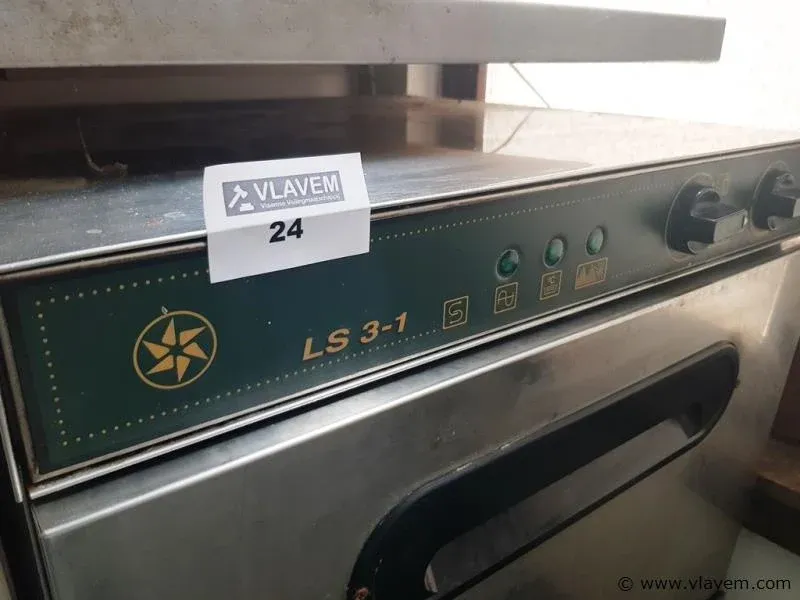 VLAVEM
Vlaamse Veilingmaatschappij
24
LS 3-1
© www.vlavem.com